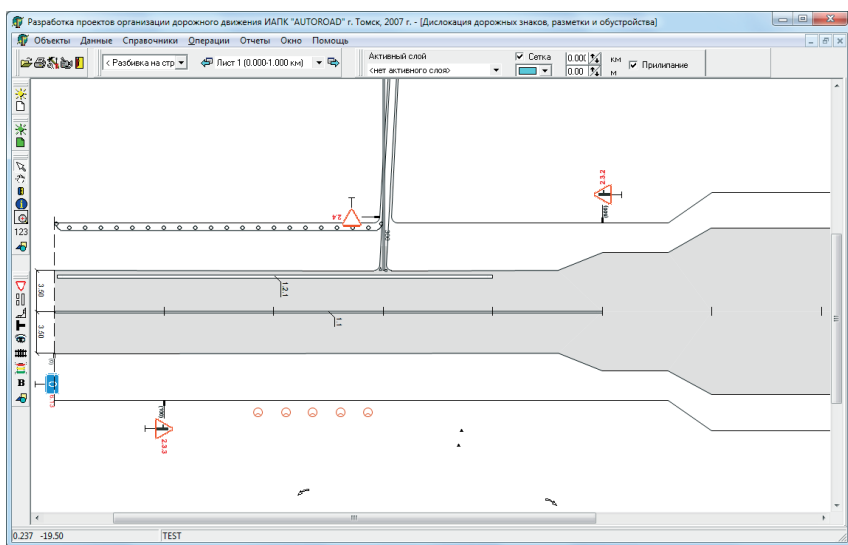 Разработка проектов организации дорожного движения ИАПК "AUTOROAD" г. Томск, 2007 г. - [Дислокация дорожных знаков, разметки и обустройства]
Объекты Данные Справочники Операции Отчеты Окно Помощь
< Разбивка на стр
Лист 1 (0.000-1.000 км)
Активный слой
<нет активного слоя>
Сетка
0.00
км
м
Прилипание
123
B
2.4
2.3.2
3.50
1.2.1
3.50
1.1
2.3.3
0.237 -19.50
TEST